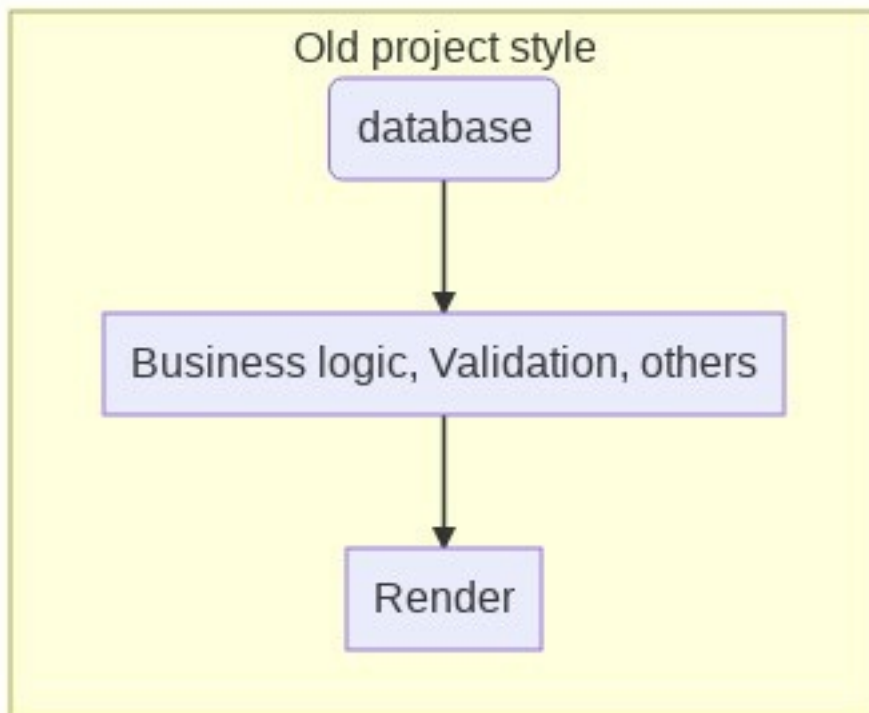 Old project style
database
Business logic, Validation, others
Render